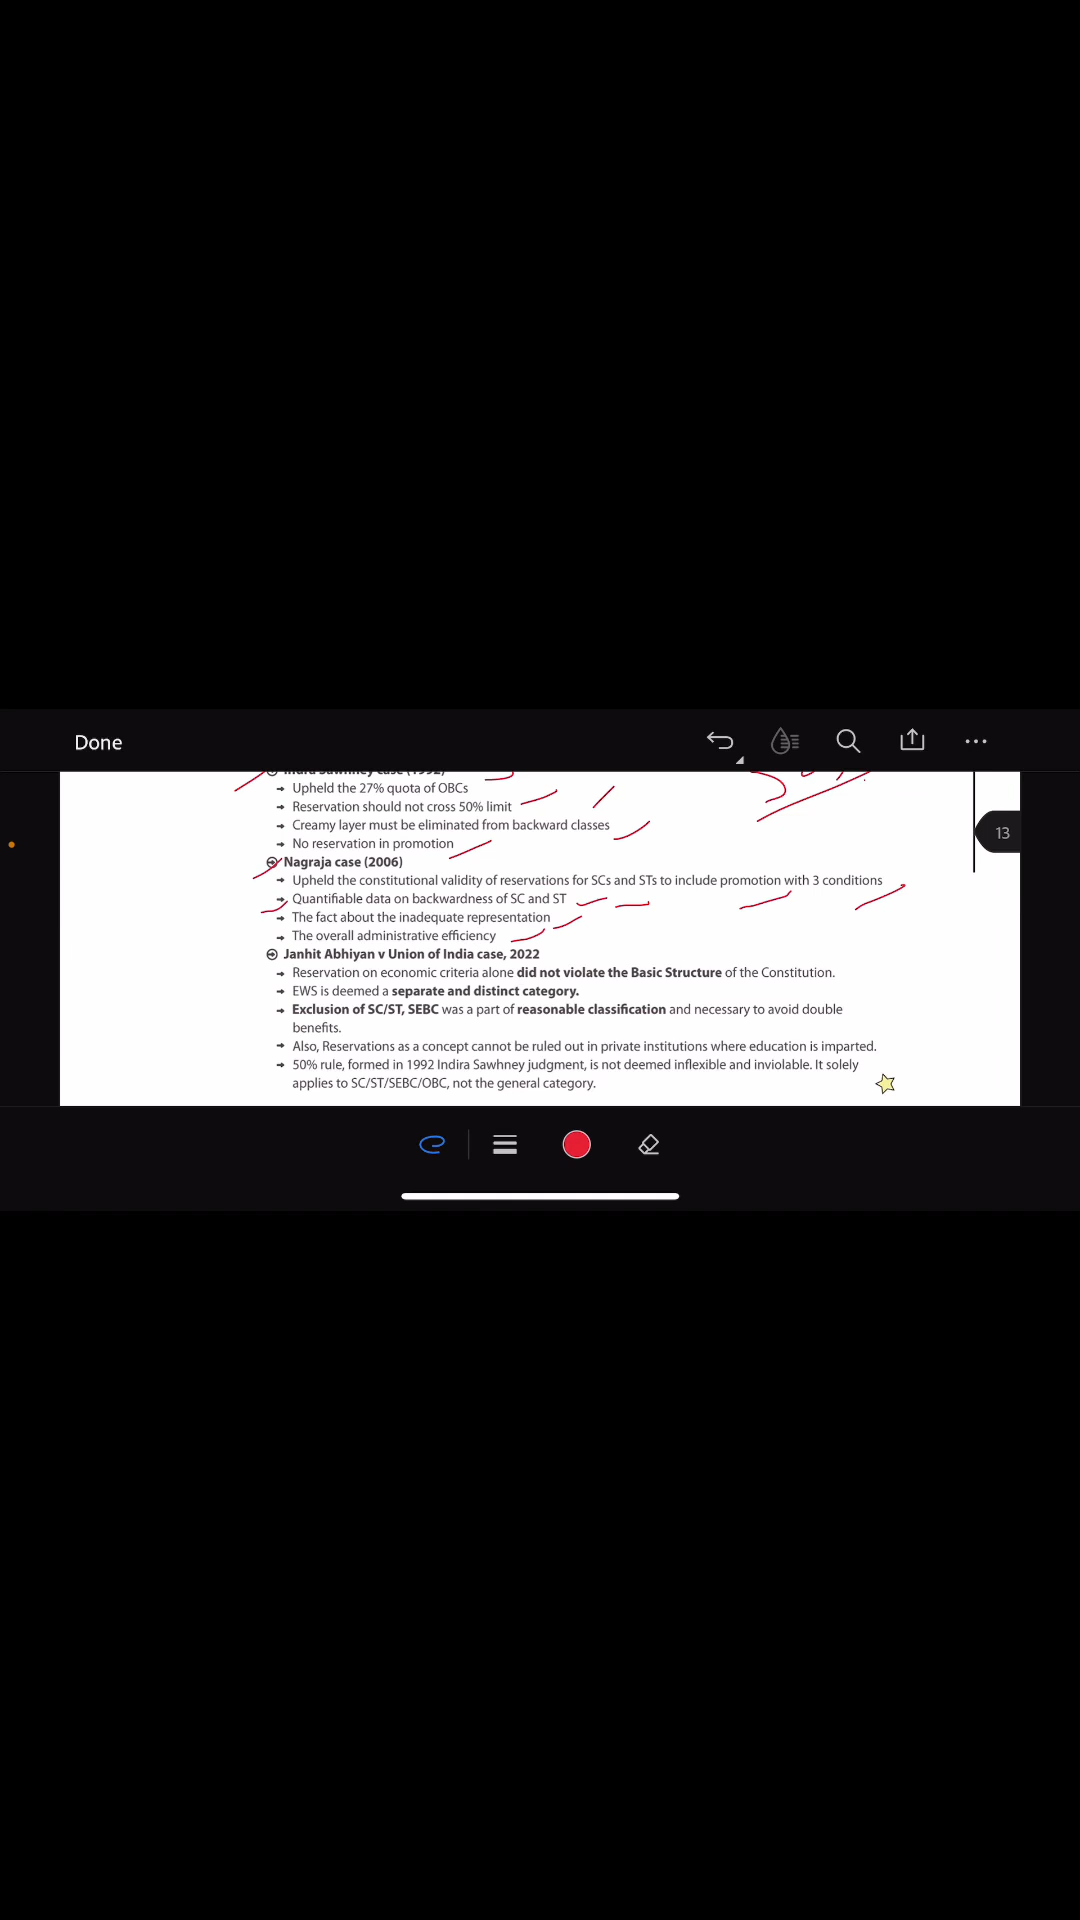 Done
Indra Sawhney case (1992)
→ Upheld the 27% quota of OBCs
→ Reservation should not cross 50% limit
→ Creamy layer must be eliminated from backward classes
→ No reservation in promotion
Nagraja case (2006)
→ Upheld the constitutional validity of reservations for SCs and STs to include promotion with 3 conditions
→ Quantifiable data on backwardness of SC and ST
→ The fact about the inadequate representation
→ The overall administrative efficiency
Janhit Abhiyan v Union of India case, 2022
→ Reservation on economic criteria alone did not violate the Basic Structure of the Constitution.
→ EWS is deemed a separate and distinct category.
→ Exclusion of SC/ST, SEBC was a part of reasonable classification and necessary to avoid double
benefits.
→ Also, Reservations as a concept cannot be ruled out in private institutions where education is imparted.
→ 50% rule, formed in 1992 Indira Sawhney judgment, is not deemed inflexible and inviolable. It solely
applies to SC/ST/SEBC/OBC, not the general category.
13